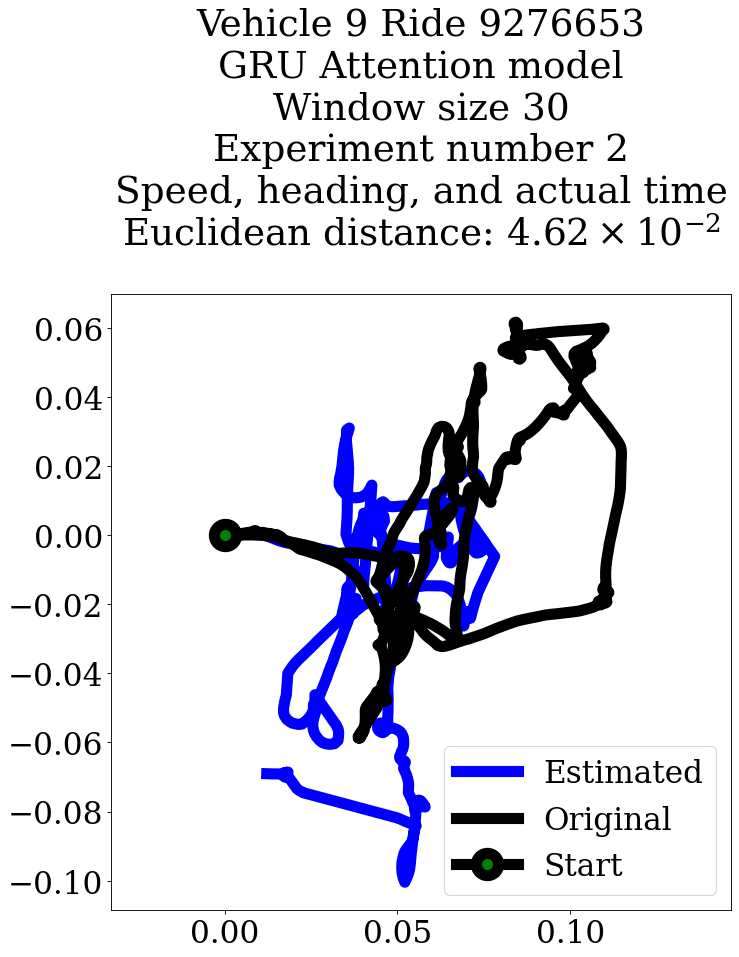 Vehicle 9 Ride 9276653
GRU Attention model
Window size 30
Experiment number 2
Speed, heading, and actual time
Euclidean distance: 4.62 × 10⁻²
0.06
0.04
0.02
0.00
−0.02
−0.04
−0.06
−0.08
−0.10
Estimated
Original
Start
0.00 0.05 0.10